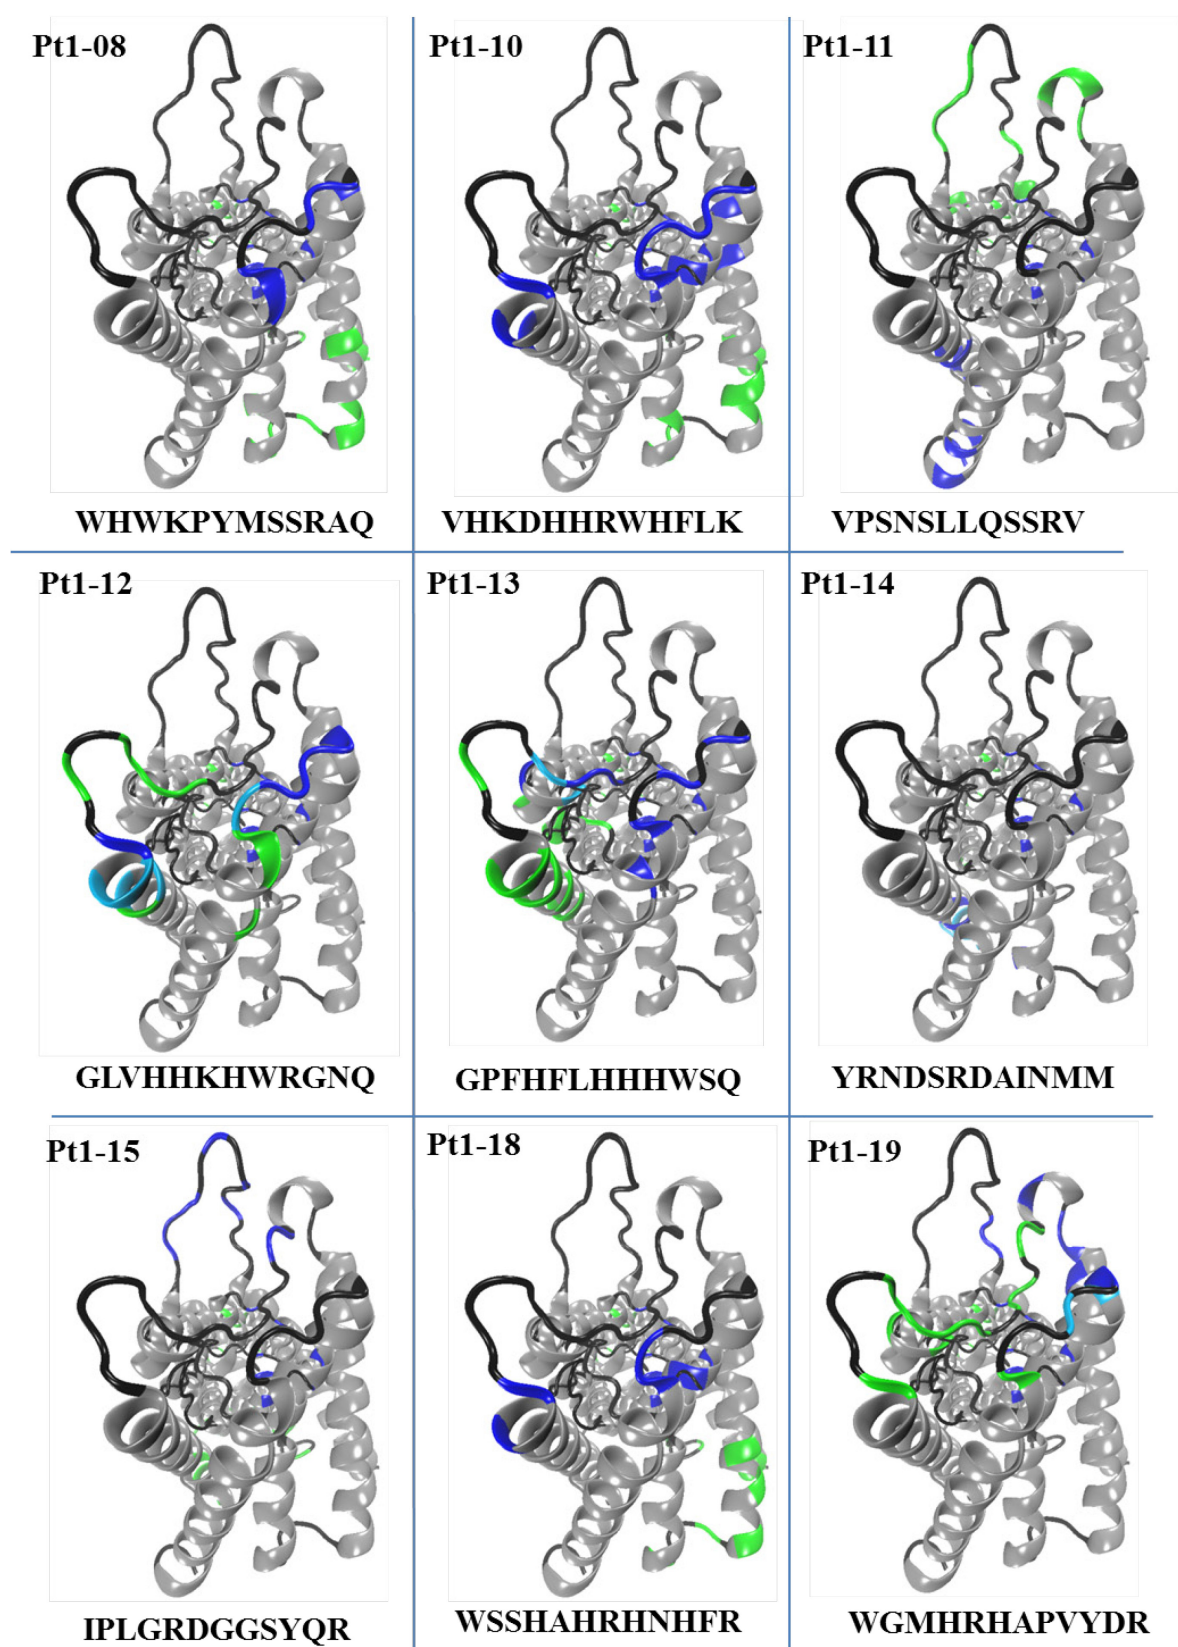 Pt1-08
Pt1-10
Pt1-11
WHWKPYMSSRAQ
VHKDHHRWHFLK
VPSNSLLQSSRV
Pt1-12
Pt1-13
Pt1-14
GLVHHKHWRGNQ
GPFHFLHHHWSQ
YRNDSRDAINMM
Pt1-15
Pt1-18
Pt1-19
IPLGRDGGSYQR
WSSHAHRHNHFR
WGMHRHAPVYDR